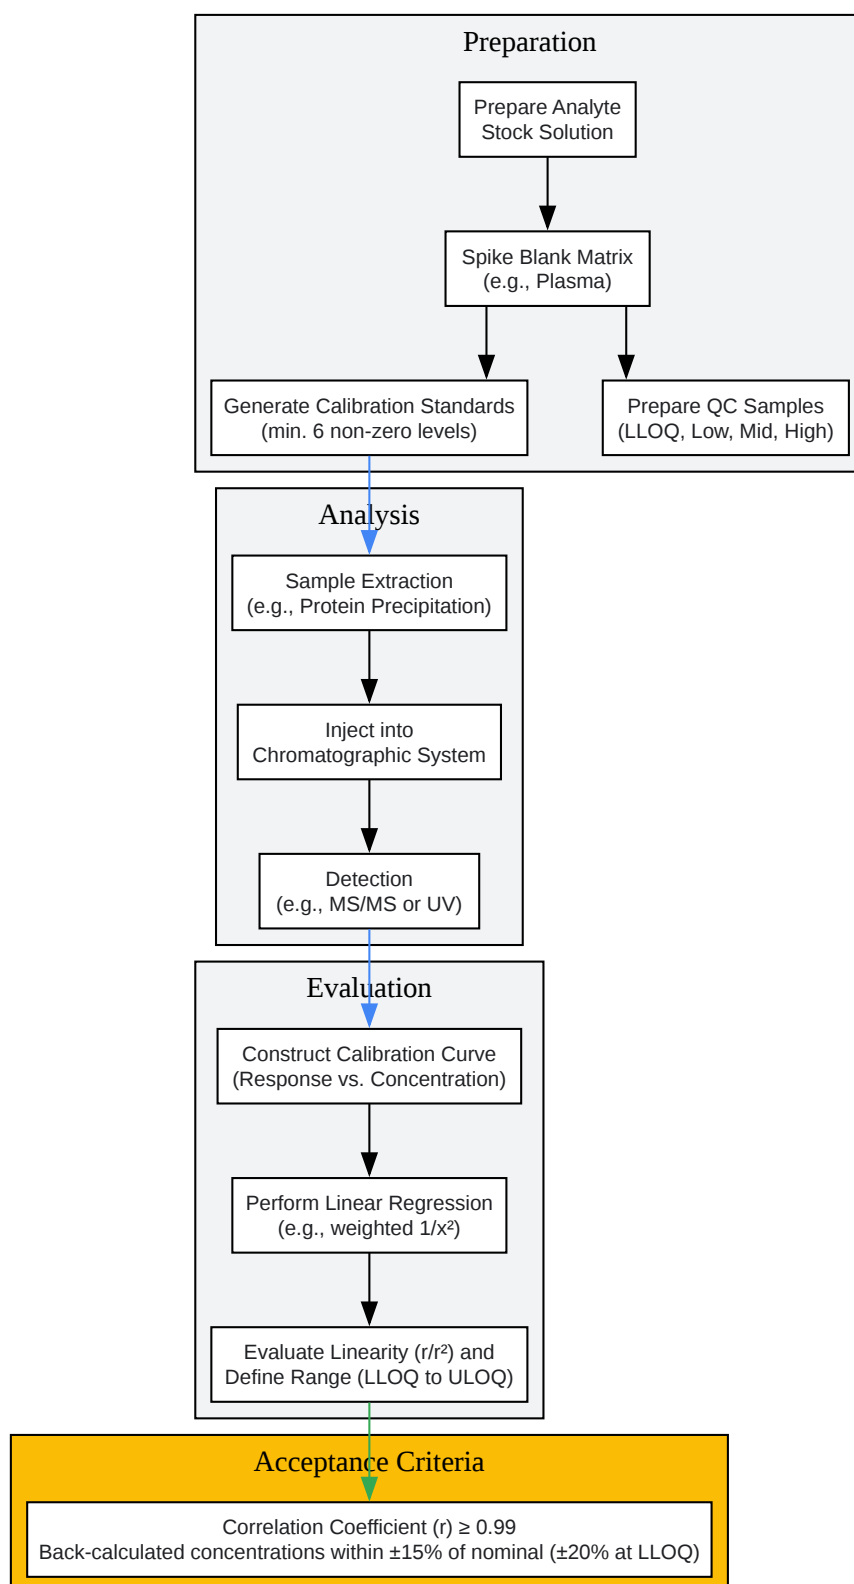 Preparation
Prepare Analyte
Stock Solution
Spike Blank Matrix
(e.g., Plasma)
Generate Calibration Standards
(min. 6 non-zero levels)
Prepare QC Samples
(LLOQ, Low, Mid, High)
Analysis
Sample Extraction
(e.g., Protein Precipitation)
Inject into
Chromatographic System
Detection
(e.g., MS/MS or UV)
Evaluation
Construct Calibration Curve
(Response vs. Concentration)
Perform Linear Regression
(e.g., weighted 1/x²)
Evaluate Linearity (r/r²) and
Define Range (LLOQ to ULOQ)
Acceptance Criteria
Correlation Coefficient (r) ≥ 0.99
Back-calculated concentrations within ±15% of nominal (±20% at LLOQ)